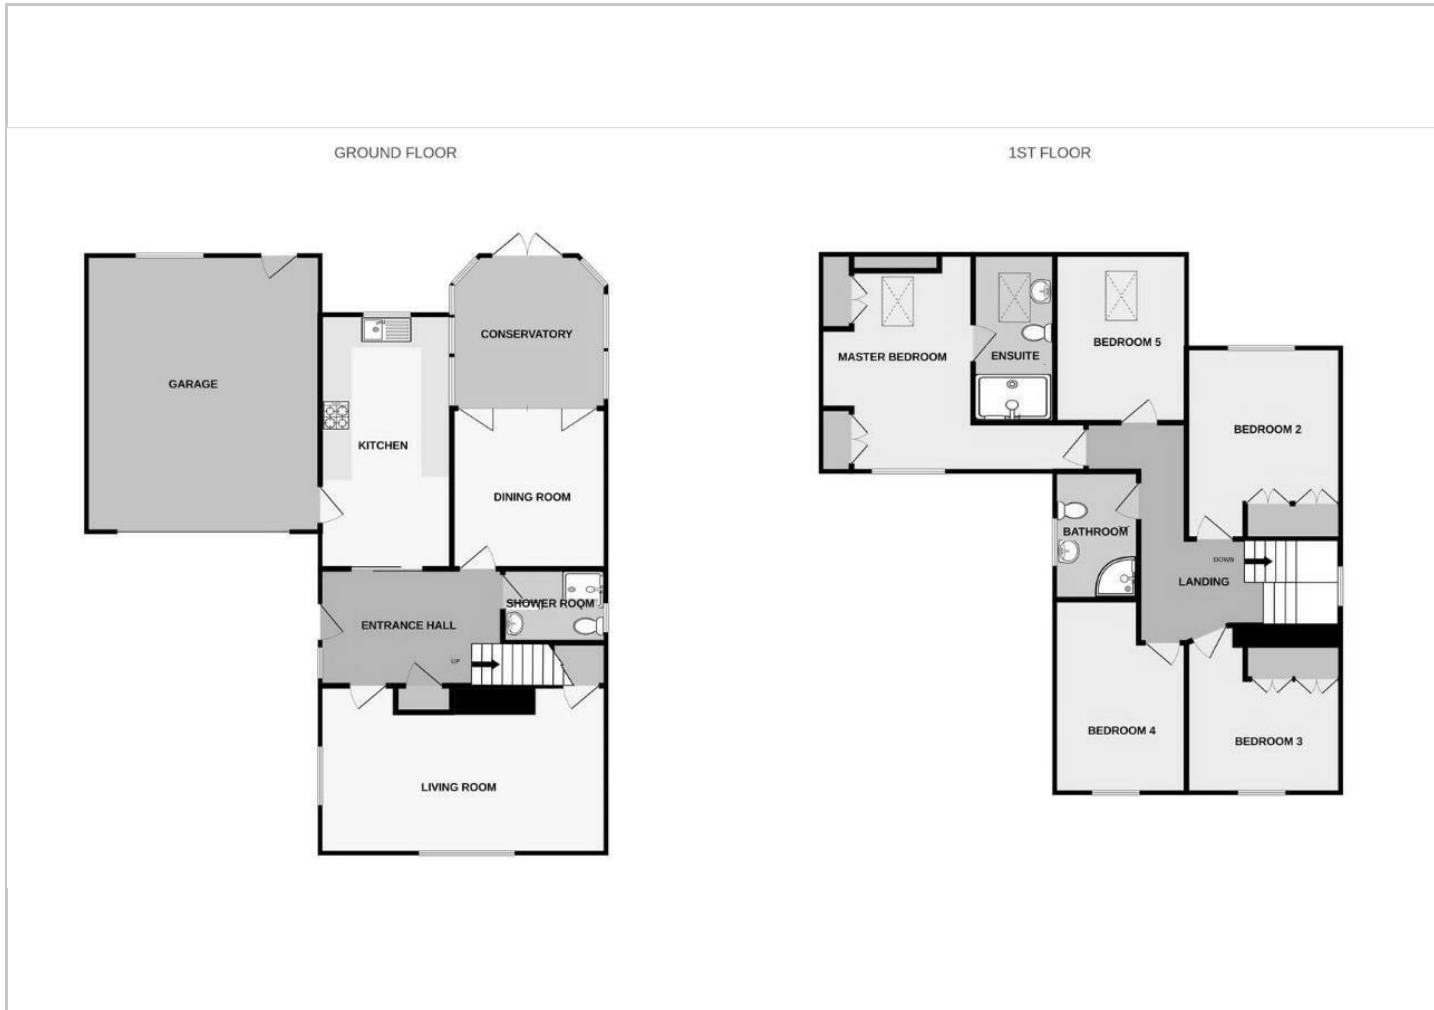 GROUND FLOOR
1ST FLOOR
GARAGE
KITCHEN
CONSERVATORY
DINING ROOM
SHOWER ROOM
ENTRANCE HALL
UP
LIVING ROOM
MASTER BEDROOM
ENSUITE
BEDROOM 5
BEDROOM 2
BATHROOM
DOWN
LANDING
BEDROOM 4
BEDROOM 3